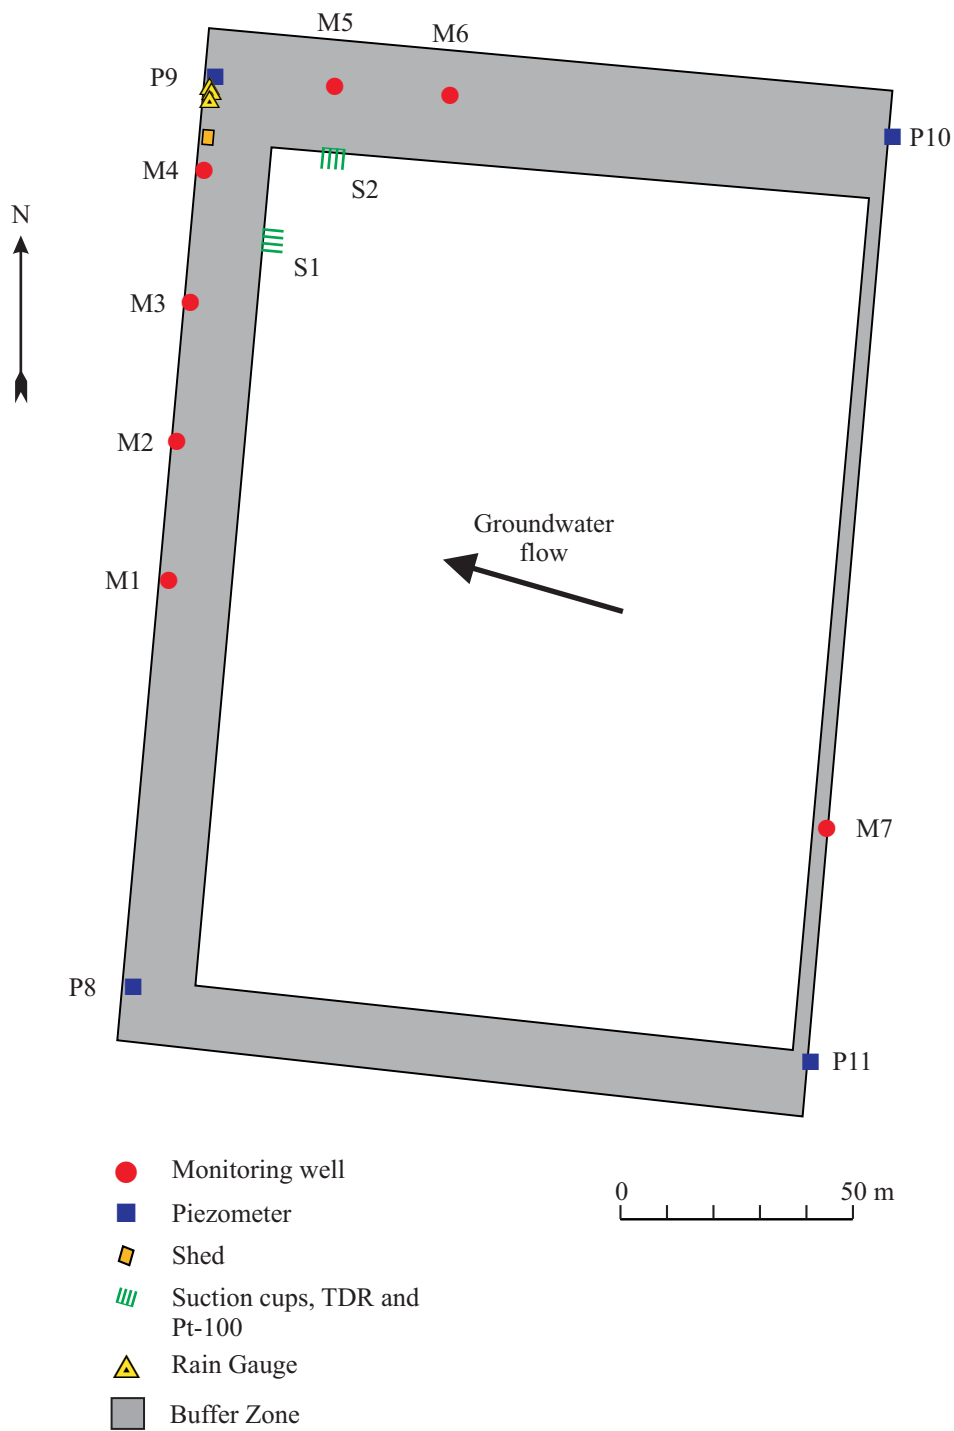 M5
M6
P9
P10
M4
S2
N
S1
M3
M2
Groundwater
flow
M1
M7
P8
P11
Monitoring well
0 50 m
Piezometer
Shed
Suction cups, TDR and
Pt-100
Rain Gauge
Buffer Zone